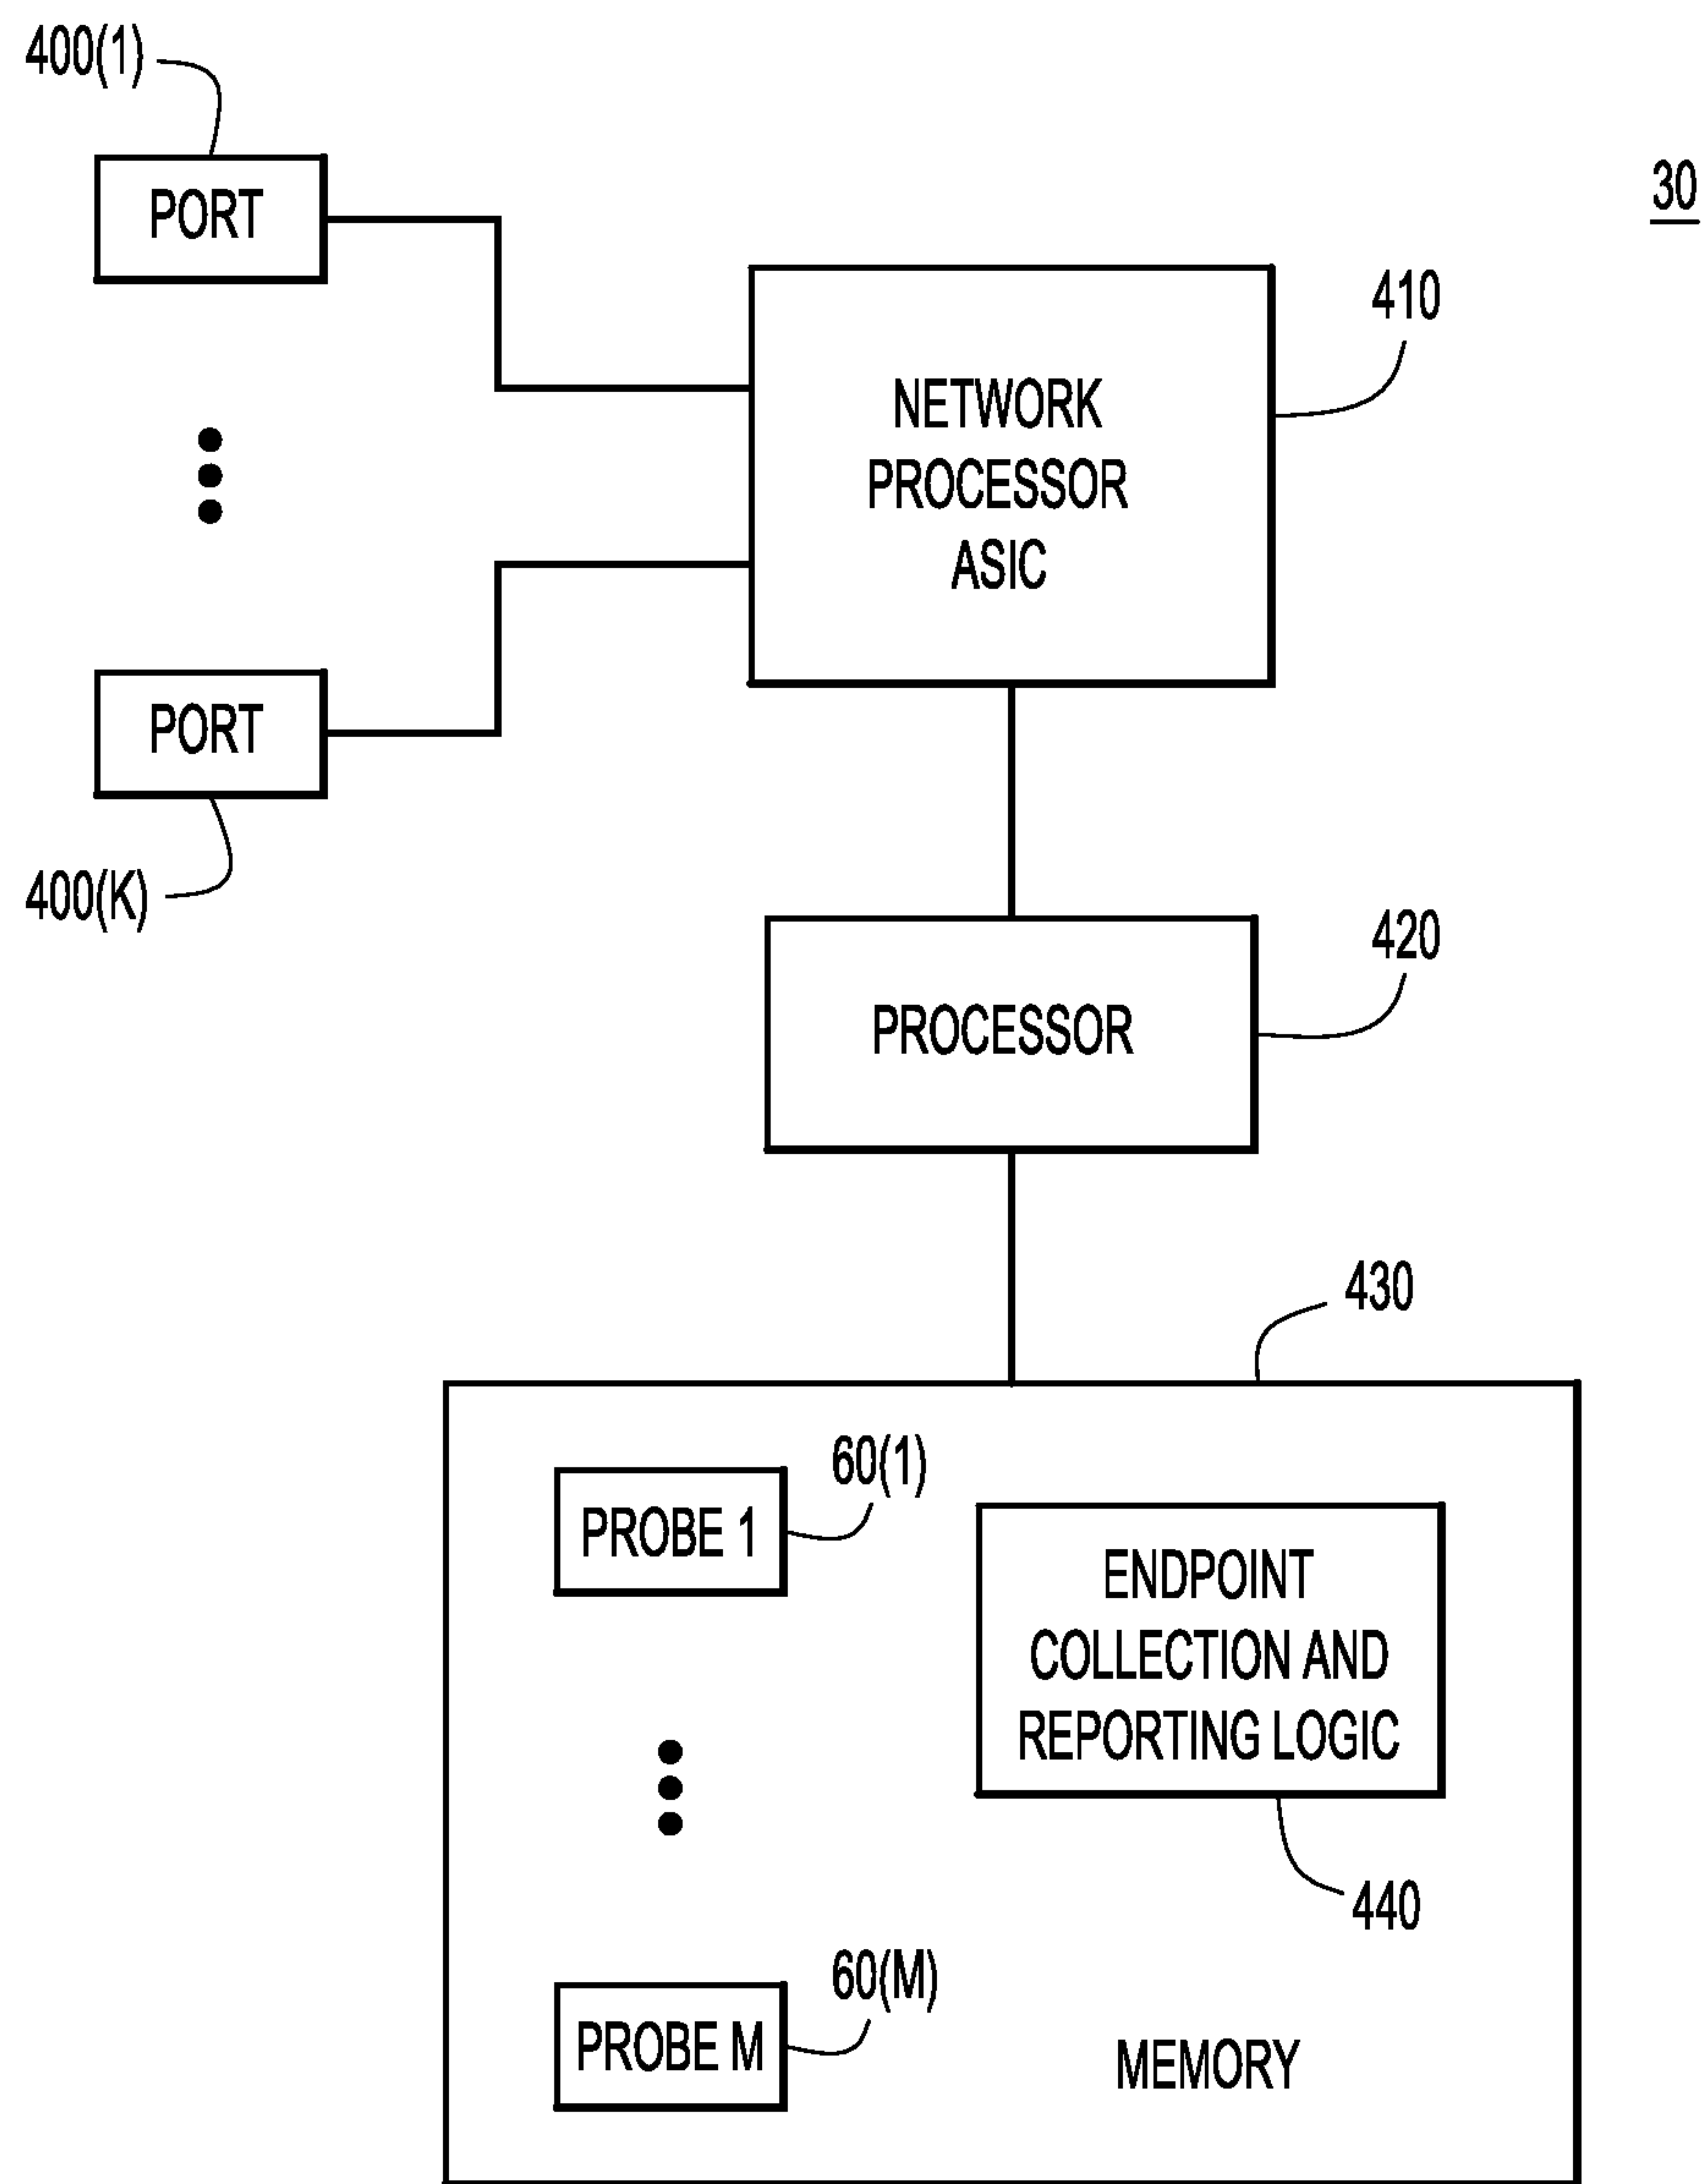 400(1)
PORT
30
410
NETWORK
PROCESSOR
ASIC
PORT
400(K)
420
PROCESSOR
430
60(1)
PROBE 1
ENDPOINT
COLLECTION AND
REPORTING LOGIC
440
60(M)
PROBE M
MEMORY